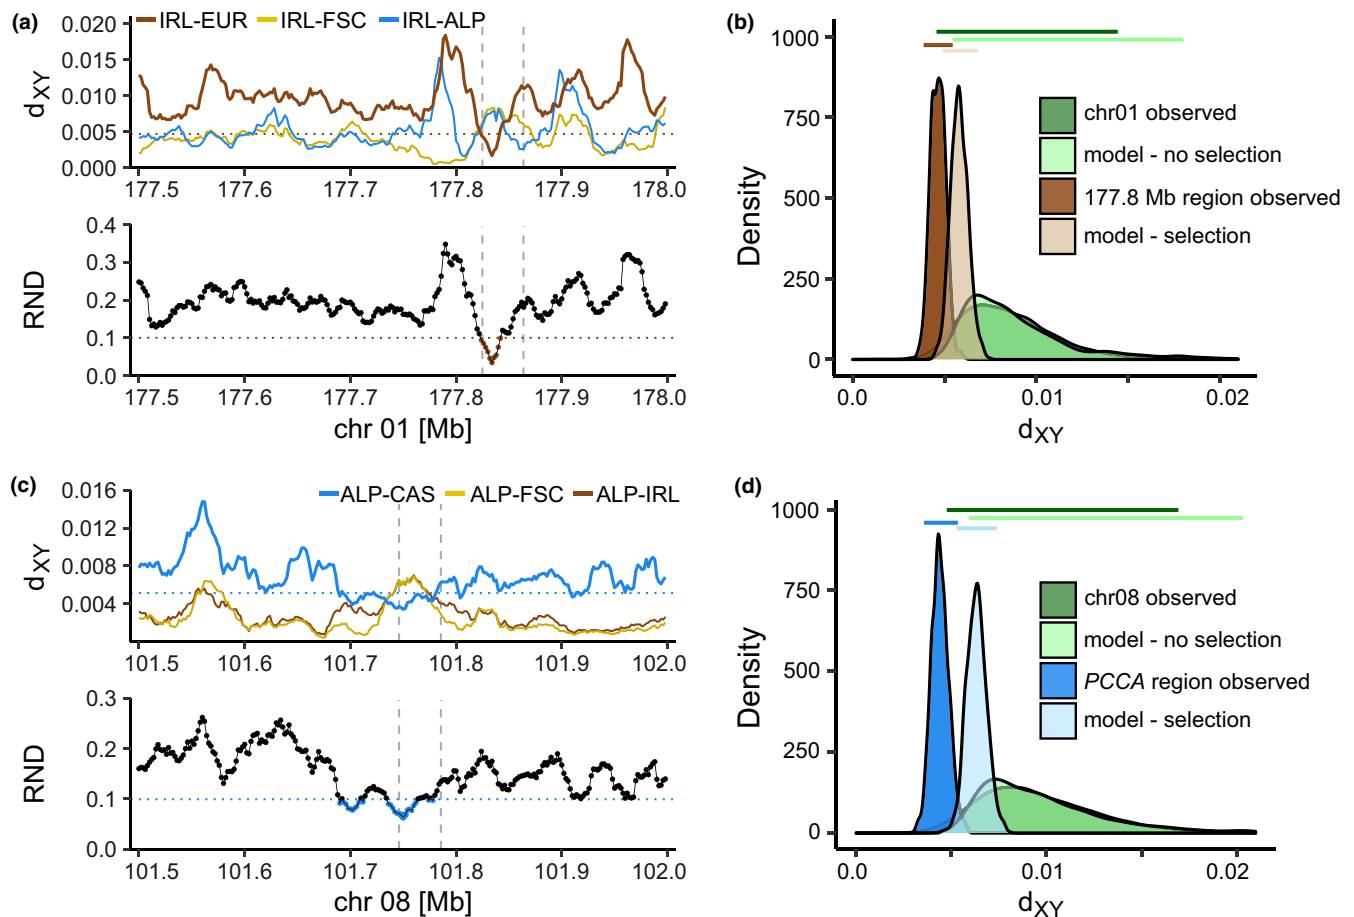 (a)
IRL-EUR IRL-FSC IRL-ALP
dXY
0.020
0.015
0.010
0.005
0.000
177.5 177.6 177.7 177.8 177.9 178.0
RND
0.4
0.3
0.2
0.1
0.0
177.5 177.6 177.7 177.8 177.9 178.0
chr 01 [Mb]
(b)
Density
1000
750
500
250
0
chr01 observed
model - no selection
177.8 Mb region observed
model - selection
0.0 0.01 0.02
dXY
(c)
ALP-CAS ALP-FSC ALP-IRL
dXY
0.016
0.012
0.008
0.004
101.5 101.6 101.7 101.8 101.9 102.0
RND
0.3
0.2
0.1
0.0
101.5 101.6 101.7 101.8 101.9 102.0
chr 08 [Mb]
(d)
Density
1000
750
500
250
0
chr08 observed
model - no selection
PCCA region observed
model - selection
0.0 0.01 0.02
dXY